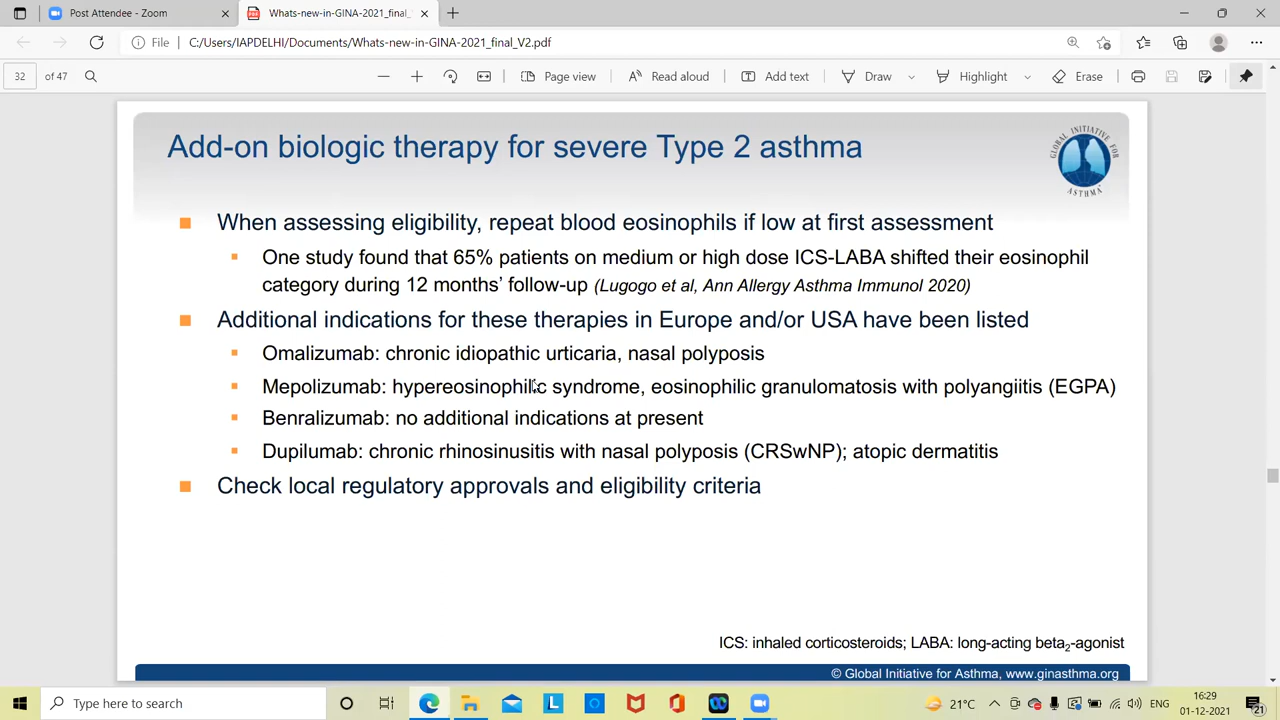 Post Attendee - Zoom
Whats-new-in-GINA-2021_final_
File
C:/Users/IAPDELHI/Documents/Whats-new-in-GINA-2021_final_V2.pdf
32 of 47
Page view
Read aloud
Add text
Draw
Highlight
Erase
Add-on biologic therapy for severe Type 2 asthma
GLOBAL INITIATIVE FOR
ASTHMA
When assessing eligibility, repeat blood eosinophils if low at first assessment
One study found that 65% patients on medium or high dose ICS-LABA shifted their eosinophil
category during 12 months’ follow-up (Lugogo et al, Ann Allergy Asthma Immunol 2020)
Additional indications for these therapies in Europe and/or USA have been listed
Omalizumab: chronic idiopathic urticaria, nasal polyposis
Mepolizumab: hypereosinophilic syndrome, eosinophilic granulomatosis with polyangiitis (EGPA)
Benralizumab: no additional indications at present
Dupilumab: chronic rhinosinusitis with nasal polyposis (CRSwNP); atopic dermatitis
Check local regulatory approvals and eligibility criteria
ICS: inhaled corticosteroids; LABA: long-acting beta2-agonist
© Global Initiative for Asthma, www.ginasthma.org
Type here to search
21°C
16:29
01-12-2021
21